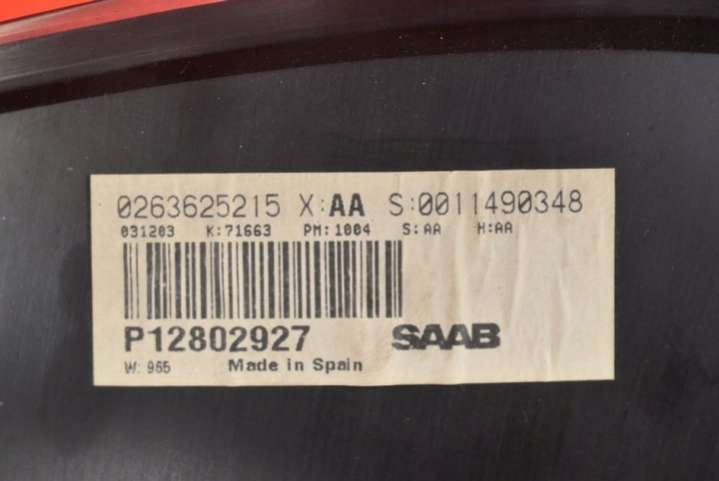 0263625215 X:AA S:0011490348
031203 K:71663 PM:1004 S:AA H:AA
P12802927 SAAB
W: 965 Made in Spain